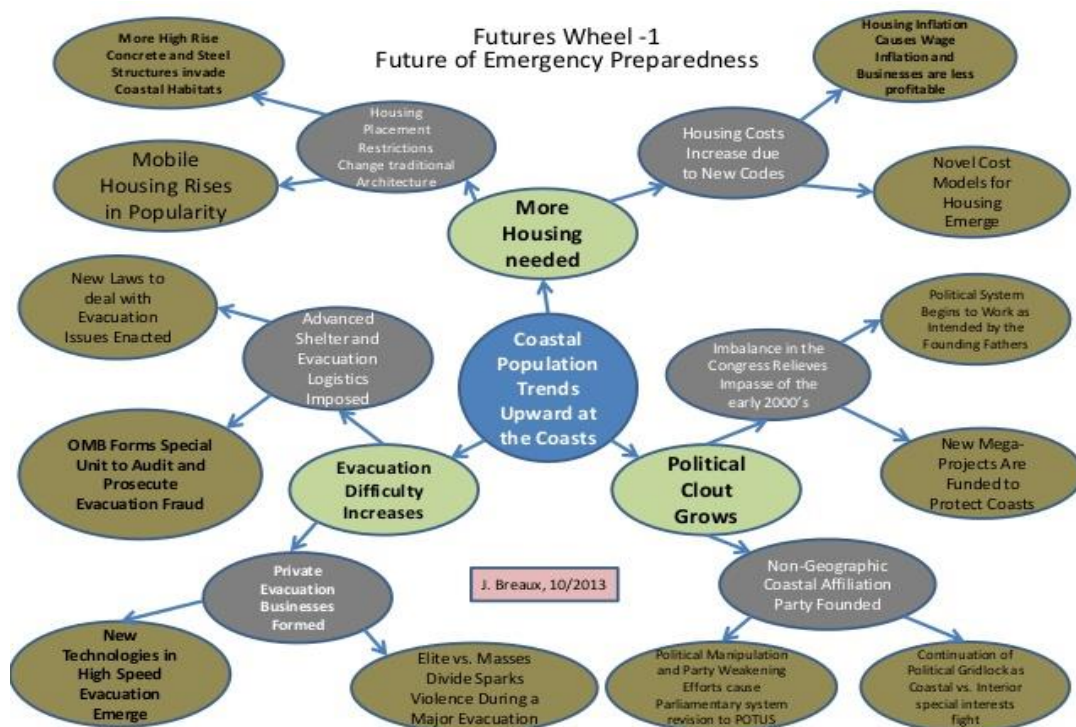 Futures Wheel -1
Future of Emergency Preparedness
More High Rise
Concrete and Steel
Structures invade
Coastal Habitats
Housing Inflation
Causes Wage
Inflation and
Businesses are less
profitable
Housing
Placement
Restrictions
Change traditional
Architecture
Housing Costs
Increase due
to New Codes
Mobile
Housing Rises
in Popularity
Novel Cost
Models for
Housing
Emerge
More
Housing
needed
New Laws to
deal with
Evacuation
Issues Enacted
Advanced
Shelter and
Evacuation
Logistics
Imposed
Coastal
Population
Trends
Upward at
the Coasts
Imbalance in the
Congress Relieves
Impasse of the
early 2000's
Political System
Begins to Work as
Intended by the
Founding Fathers
OMB Forms Special
Unit to Audit and
Prosecute
Evacuation Fraud
Evacuation
Difficulty
Increases
Political
Clout
Grows
New Mega-
Projects Are
Funded to
Protect Coasts
Private
Evacuation
Businesses
Formed
J. Breaux, 10/2013
Non-Geographic
Coastal Affiliation
Party Founded
New
Technologies in
High Speed
Evacuation
Emerge
Elite vs. Masses
Divide Sparks
Violence During a
Major Evacuation
Political Manipulation
and Party Weakening
Efforts cause
Parliamentary system
revision to POTUS
Continuation of
Political Gridlock as
Coastal vs. Interior
special interests
fight